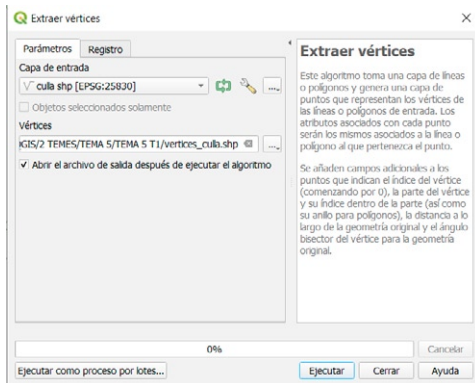 Extraer vértices
Parámetros Registro
Capa de entrada
cula shp [EPSG:25830]
Objetos seleccionados solamente
Vértices
GIS/2 TEMES/TEMA 5/TEMA 5 T1/vertices_cula.shp
Abrir el archivo de salida después de ejecutar el algoritmo
Extraer vértices
Este algoritmo toma una capa de líneas
o polígonos y genera una capa de
puntos que representan los vértices de
las líneas o polígonos de entrada. Los
atributos asociados con cada punto
serán los mismos asociados a la línea o
polígono al que pertenezca el punto.
Se añaden campos adicionales a los
puntos que indican el índice del vértice
(comenzando por 0), la parte del vértice
y su índice dentro de la parte (así como
su anillo para polígonos), la distancia a lo
largo de la geometría original y el ángulo
bisector del vértice para la geometría
original.
0%
Cancelar
Ejecutar como proceso por lotes...
Ejecutar
Cerrar
Ayuda